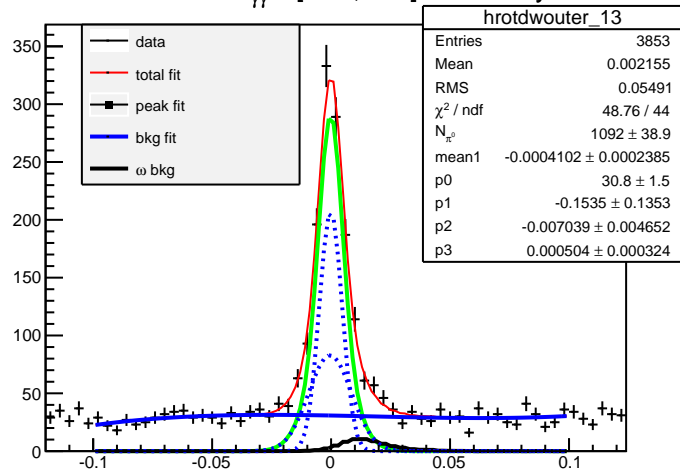 hrotdwouter_13
Entries 3853
Mean 0.002155
RMS 0.05491
χ² / ndf 48.76 / 44
N_π⁰ 1092 ± 38.9
mean1 -0.0004102 ± 0.0002385
p0 30.8 ± 1.5
p1 -0.1535 ± 0.1353
p2 -0.007039 ± 0.004652
p3 0.000504 ± 0.000324
data
total fit
peak fit
bkg fit
ω bkg
350
300
250
200
150
100
50
0
-0.1 -0.05 0 0.05 0.1